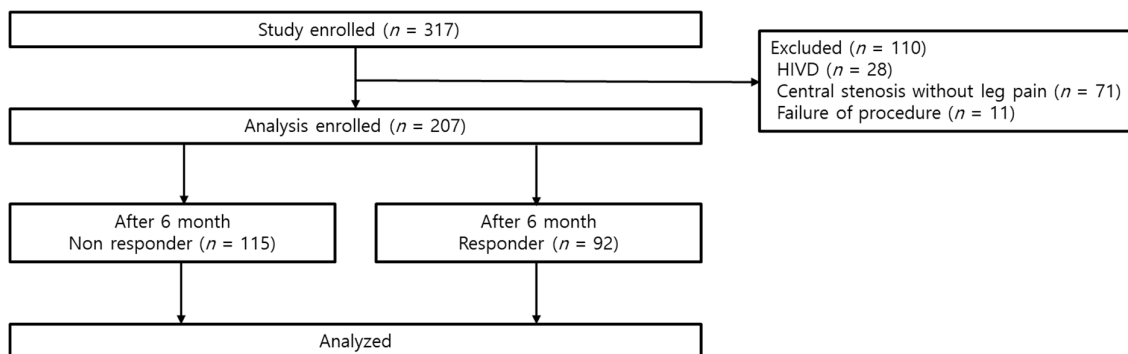 Study enrolled (n = 317)
Excluded (n = 110)
HIVD (n = 28)
Central stenosis without leg pain (n = 71)
Failure of procedure (n = 11)
Analysis enrolled (n = 207)
After 6 month
Non responder (n = 115)
After 6 month
Responder (n = 92)
Analyzed